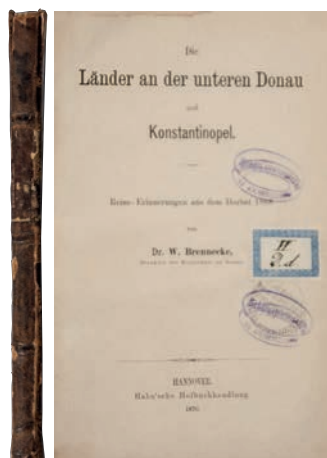 Die
Länder an der unteren Donau
und
Konstantinopel.
Reise-Erinnerungen aus dem Herbst
von
Dr. W. Brennecke,
HANNOVER.
Hahn'sche Hofbuchhandlung
1870.